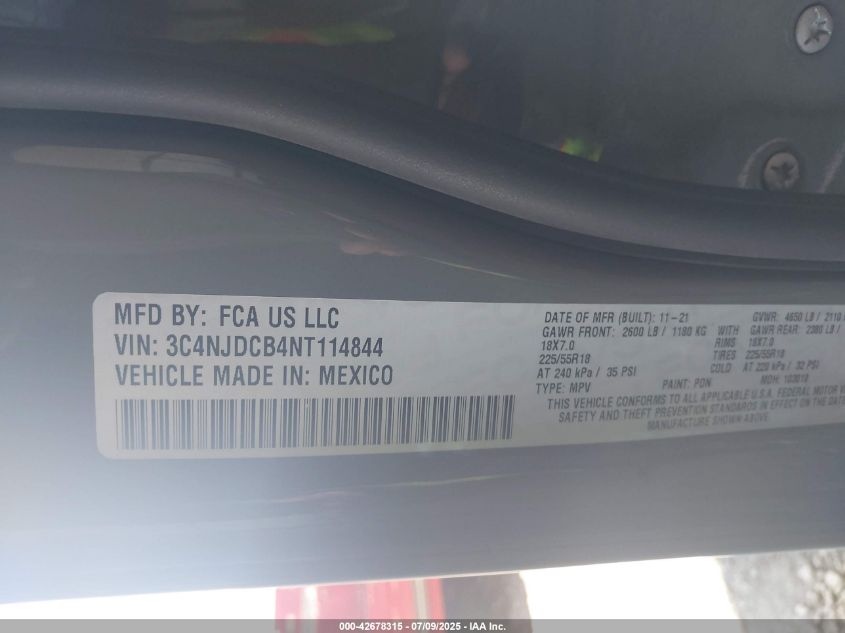 MFD BY: FCA US LLC
VIN: 3C4NJDCB4NT114844
VEHICLE MADE IN: MEXICO
DATE OF MFR (BUILT): 11-21 GVWR: 4650 LB / 2110
GAWR FRONT: 2600 LB / 1180 KG WITH GAWR REAR: 2380 LB /
18X7.0 RIMS 18X7.0
225/55R18 TIRES 225/55R18
AT 240 kPa / 35 PSI COLD AT 220 kPa / 32 PSI
TYPE: MPV PAINT: PDN MDH:
THIS VEHICLE CONFORMS TO ALL APPLICABLE U.S.A. FEDERAL MOTOR
SAFETY AND THEFT PREVENTION STANDARDS IN EFFECT ON THE DATE
MANUFACTURE SHOWN ABOVE
000-42678315 - 07/09/2025 - IAA Inc.